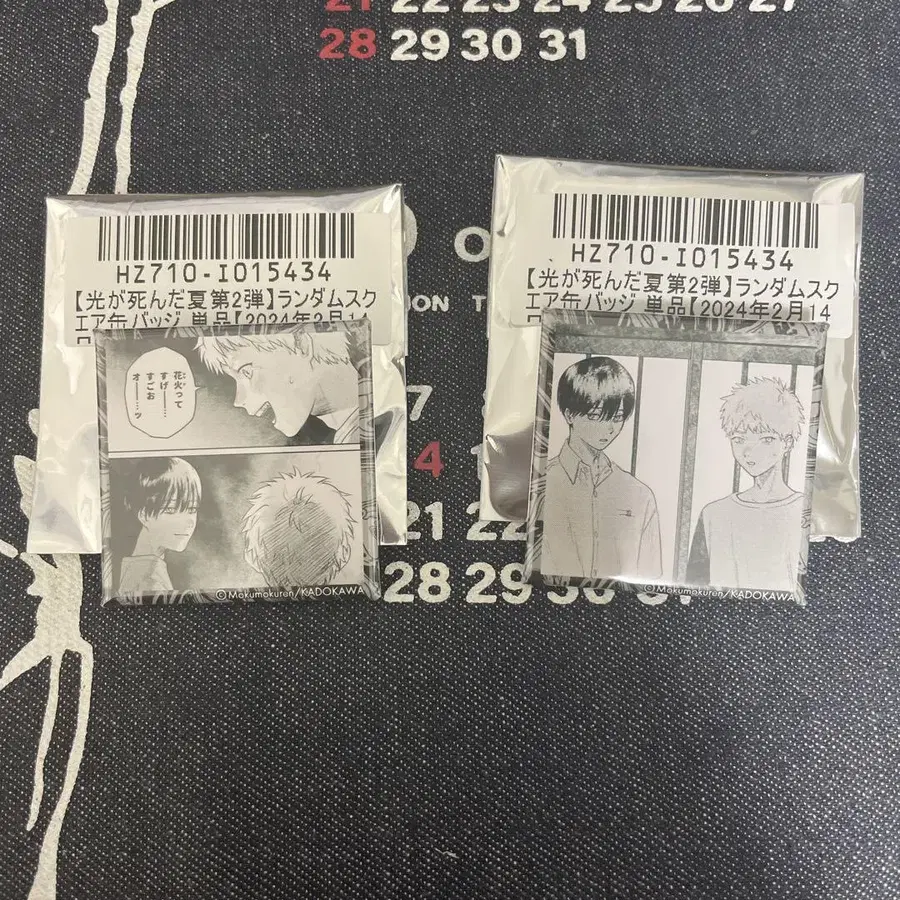 21 22 23 24 25 26 27
28 29 30 31
HZ710-I015434
【光が死んだ夏第2弾】ランダムスク
エア缶バッジ 単品【2024年2月14
花火って
すげ……
すごお
オ———ッ
©Mokumokuren/KADOKAWA
HZ710-I015434
【光が死んだ夏第2弾】ランダムスク
エア缶バッジ 単品【2024年2月14
©Mokumokuren/KADOKAWA
DON T
7
4
21 22
28 29 30 31